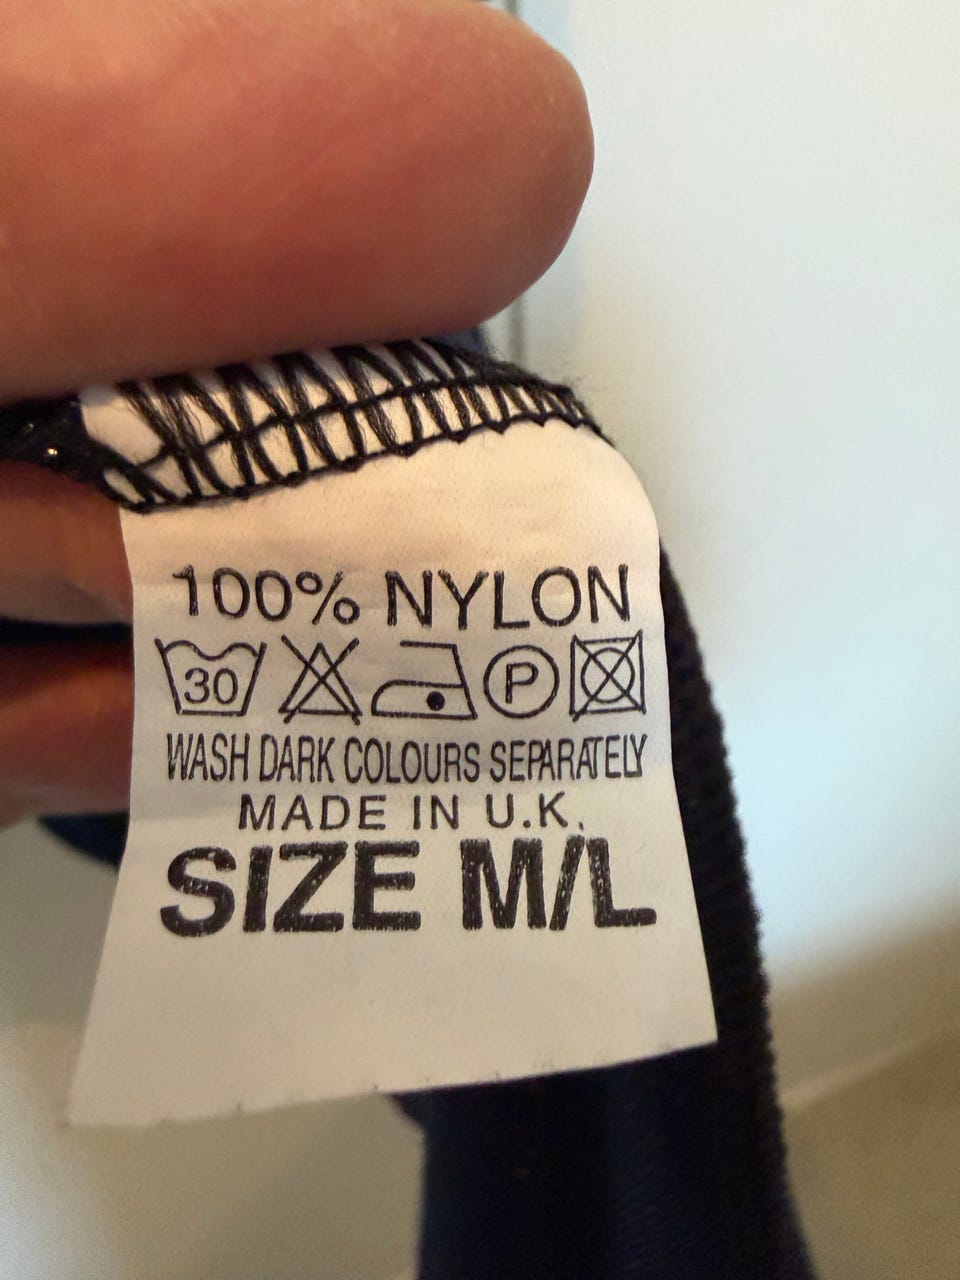 100% NYLON
30 P
WASH DARK COLOURS SEPARATELY
MADE IN U.K.
SIZE M/L